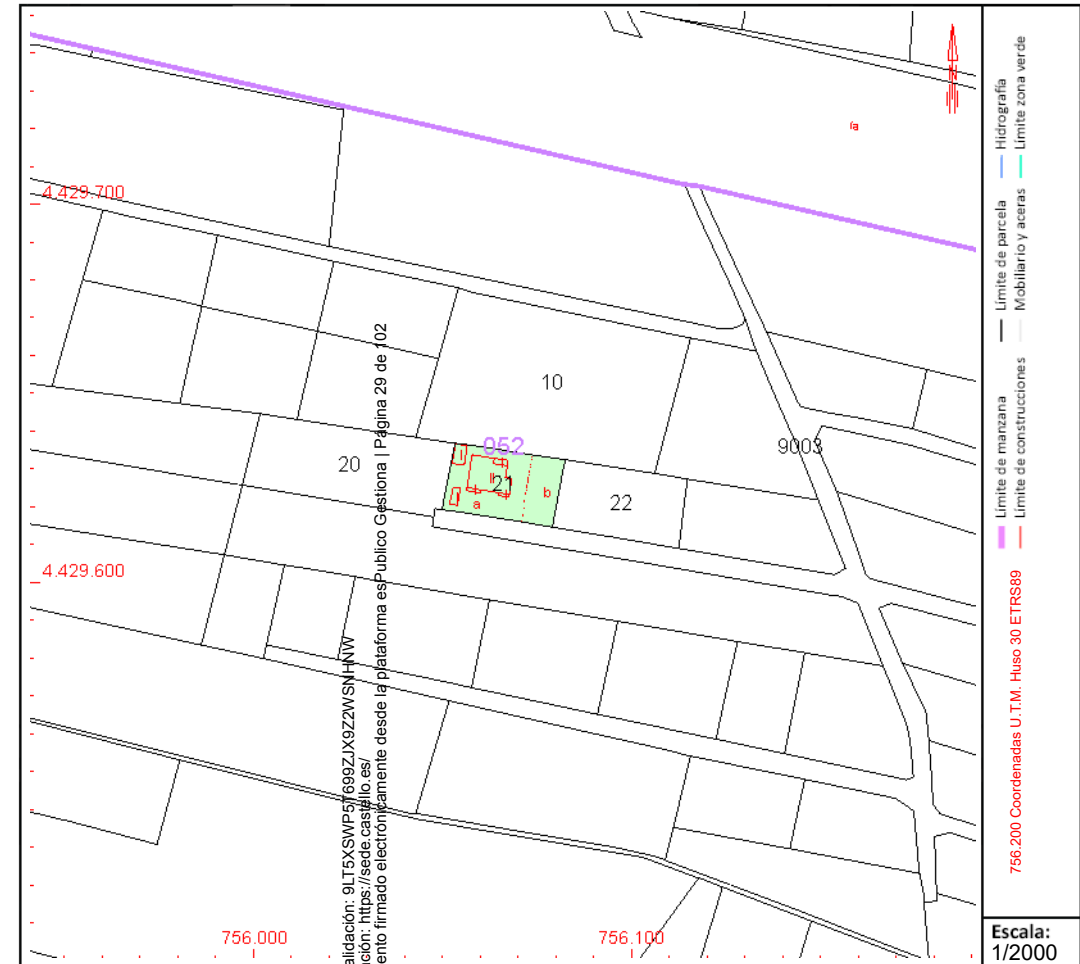 fa
4.429.700
10
052
9003
20
I
II
21
b
a
I
22
4.429.600
756.000
756.100
alidación: 9LT5XSWP5T699ZJX9Z2WSNHNW
ación: https://sede.castello.es/
ento firmado electrónicamente desde la plataforma esPublico Gestiona | Página 29 de 102
Límite de manzana
Límite de parcela
Hidrografía
Límite de construcciones
Mobiliario y aceras
Límite zona verde
756.200 Coordenadas U.T.M. Huso 30 ETRS89
Escala:
1/2000